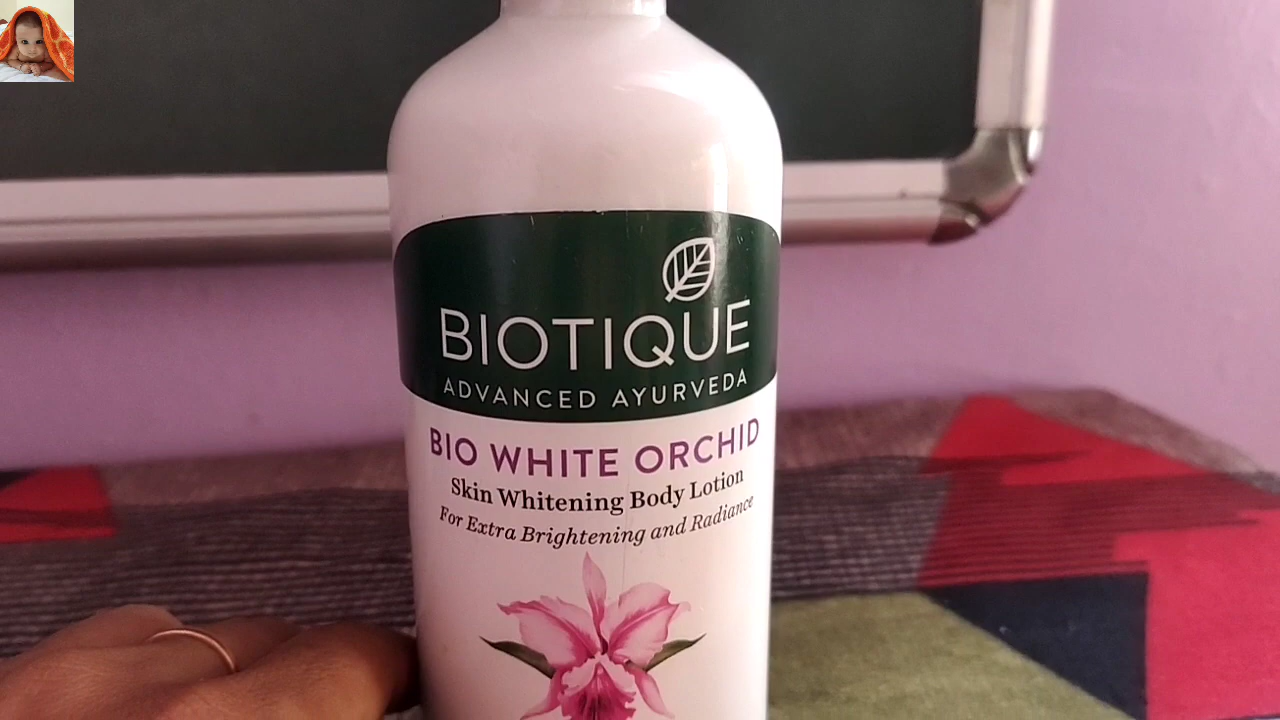 BIOTIQUE
ADVANCED AYURVEDA
BIO WHITE ORCHID
Skin Whitening Body Lotion
For Extra Brightening and Radiance